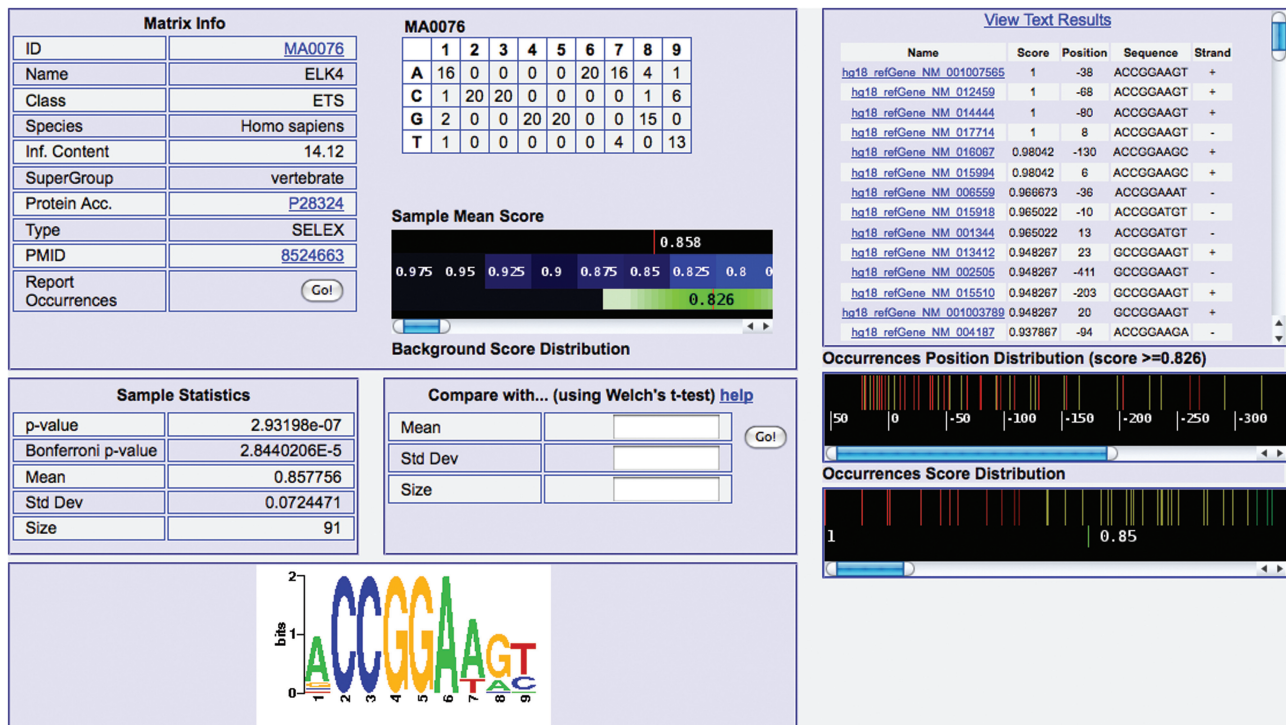 Matrix Info
ID MA0076
Name ELK4
Class ETS
Species Homo sapiens
Inf. Content 14.12
SuperGroup vertebrate
Protein Acc. P28324
Type SELEX
PMID 8524663
Report Occurrences Go!
MA0076
1 2 3 4 5 6 7 8 9
A 16 0 0 0 0 20 16 4 1
C 1 20 20 0 0 0 0 1 6
G 2 0 0 20 20 0 0 15 0
T 1 0 0 0 0 0 4 0 13
Sample Mean Score
0.858
0.975 0.95 0.925 0.9 0.875 0.85 0.825 0.8 0
0.826
Background Score Distribution
View Text Results
Name Score Position Sequence Strand
hg18_refGene_NM_001007565 1 -38 ACCGGAAGT +
hg18_refGene_NM_012459 1 -68 ACCGGAAGT +
hg18_refGene_NM_014444 1 -80 ACCGGAAGT +
hg18_refGene_NM_017714 1 8 ACCGGAAGT -
hg18_refGene_NM_016067 0.98042 -130 ACCGGAAGC +
hg18_refGene_NM_015994 0.98042 6 ACCGGAAGC +
hg18_refGene_NM_006559 0.966673 -36 ACCGGAAAT -
hg18_refGene_NM_015918 0.965022 -10 ACCGGATGT -
hg18_refGene_NM_001344 0.965022 13 ACCGGATGT -
hg18_refGene_NM_013412 0.948267 23 GCCGGAAGT +
hg18_refGene_NM_002505 0.948267 -411 GCCGGAAGT -
hg18_refGene_NM_015510 0.948267 -203 GCCGGAAGT +
hg18_refGene_NM_001003789 0.948267 20 GCCGGAAGT +
hg18_refGene_NM_004187 0.937867 -94 ACCGGAAGA -
Occurrences Position Distribution (score >=0.826)
50 0 -50 -100 -150 -200 -250 -300
Occurrences Score Distribution
1 0.85
Sample Statistics
p-value 2.93198e-07
Bonferroni p-value 2.8440206E-5
Mean 0.857756
Std Dev 0.0724471
Size 91
Compare with... (using Welch's t-test) help
Mean
Std Dev
Size
Go!
2
bits
1
0
ACCGGAAGT
G T A C
1 2 3 4 5 6 7 8 9